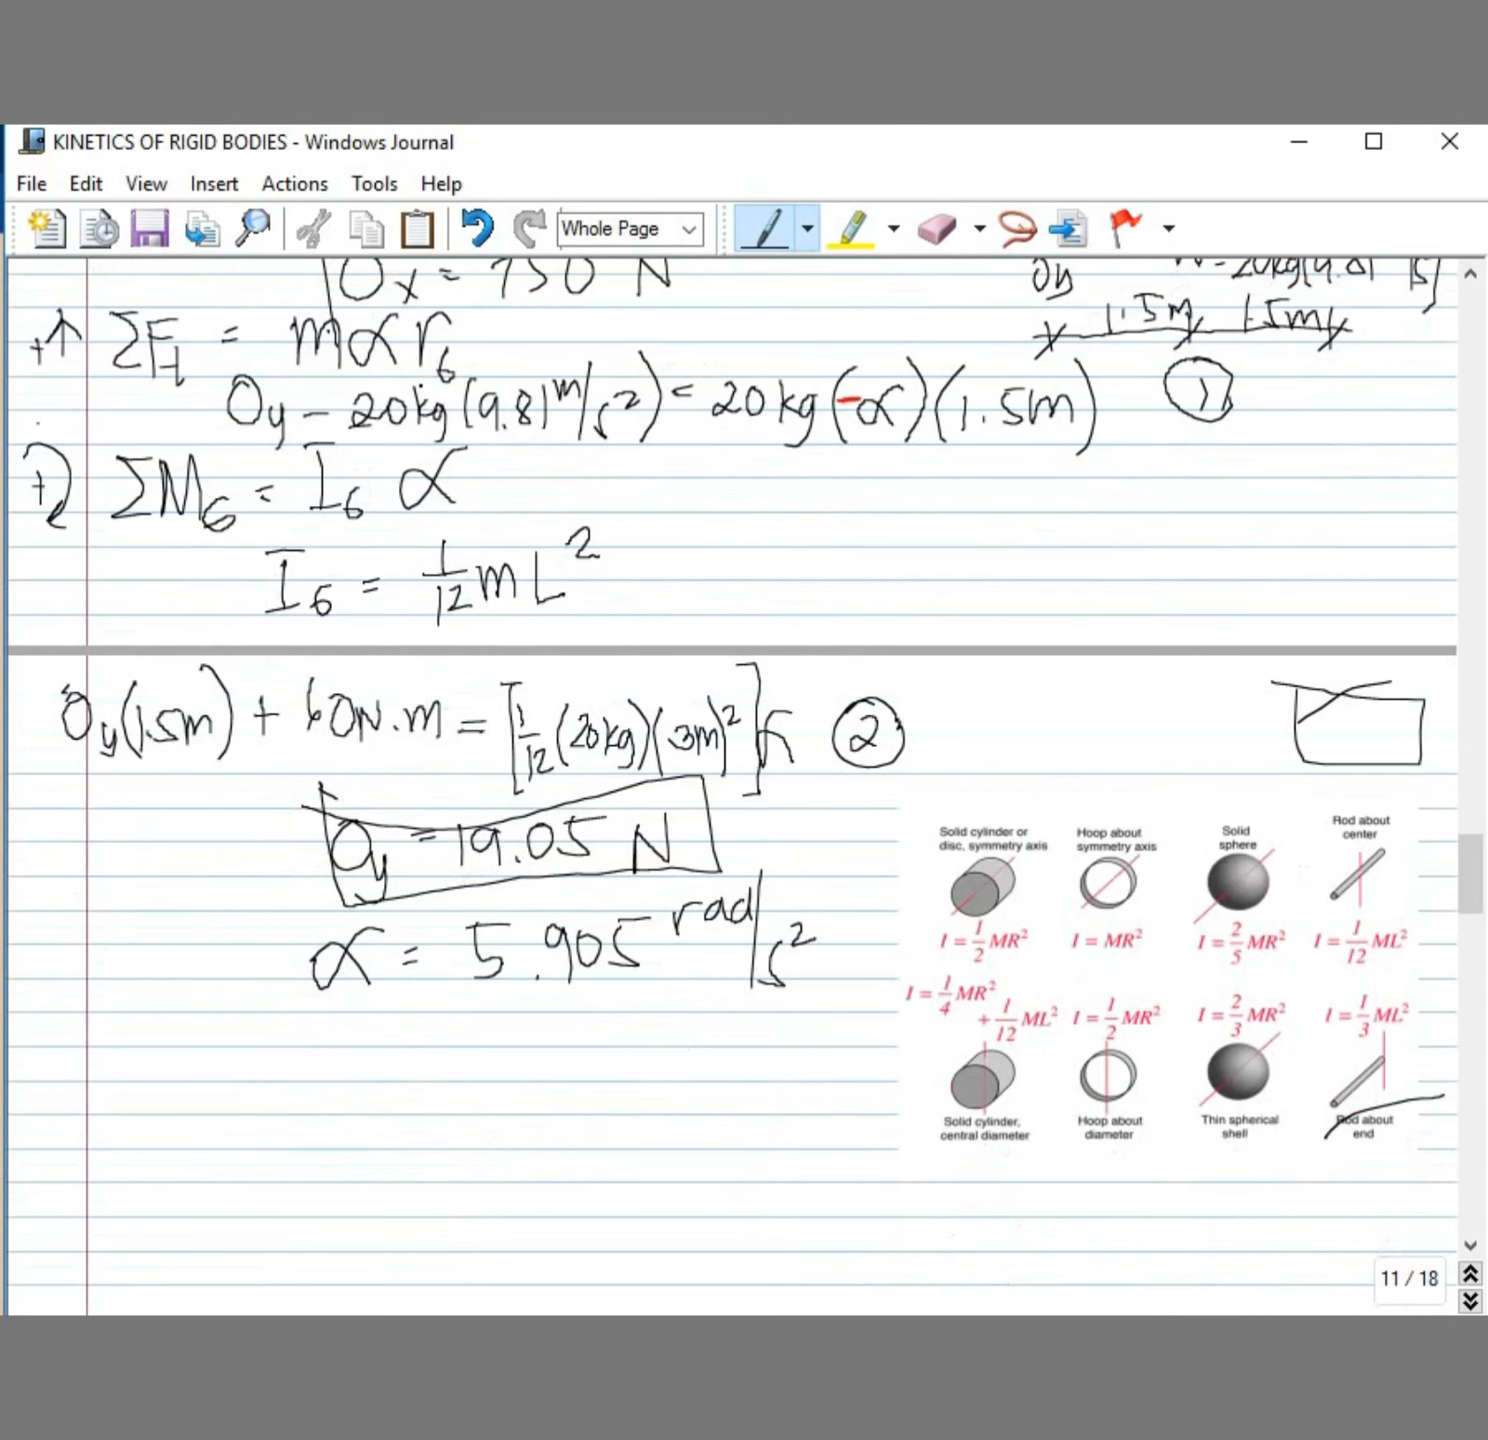 KINETICS OF RIGID BODIES - Windows Journal
File Edit View Insert Actions Tools Help
Whole Page
Ox = 750 N
Oy
1.5m 1.5m
+↑ ΣFt = mαrG
Oy - 20kg(9.81m/s²) = 20kg(-α)(1.5m) 1
ΣMG = IGα
IG = 1/12 mL²
Oy(1.5m) + 60N.m = [1/12 (20kg)(3m)²]α 2
Oy = 19.05 N
α = 5.905 rad/s²
Solid cylinder or disc, symmetry axis
Hoop about symmetry axis
Solid sphere
Rod about center
I = 1/2 MR²
I = MR²
I = 2/5 MR²
I = 1/12 ML²
I = 1/4 MR² + 1/12 ML²
I = 1/2 MR²
I = 2/3 MR²
I = 1/3 ML²
Solid cylinder, central diameter
Hoop about diameter
Thin spherical shell
Rod about end
11 / 18